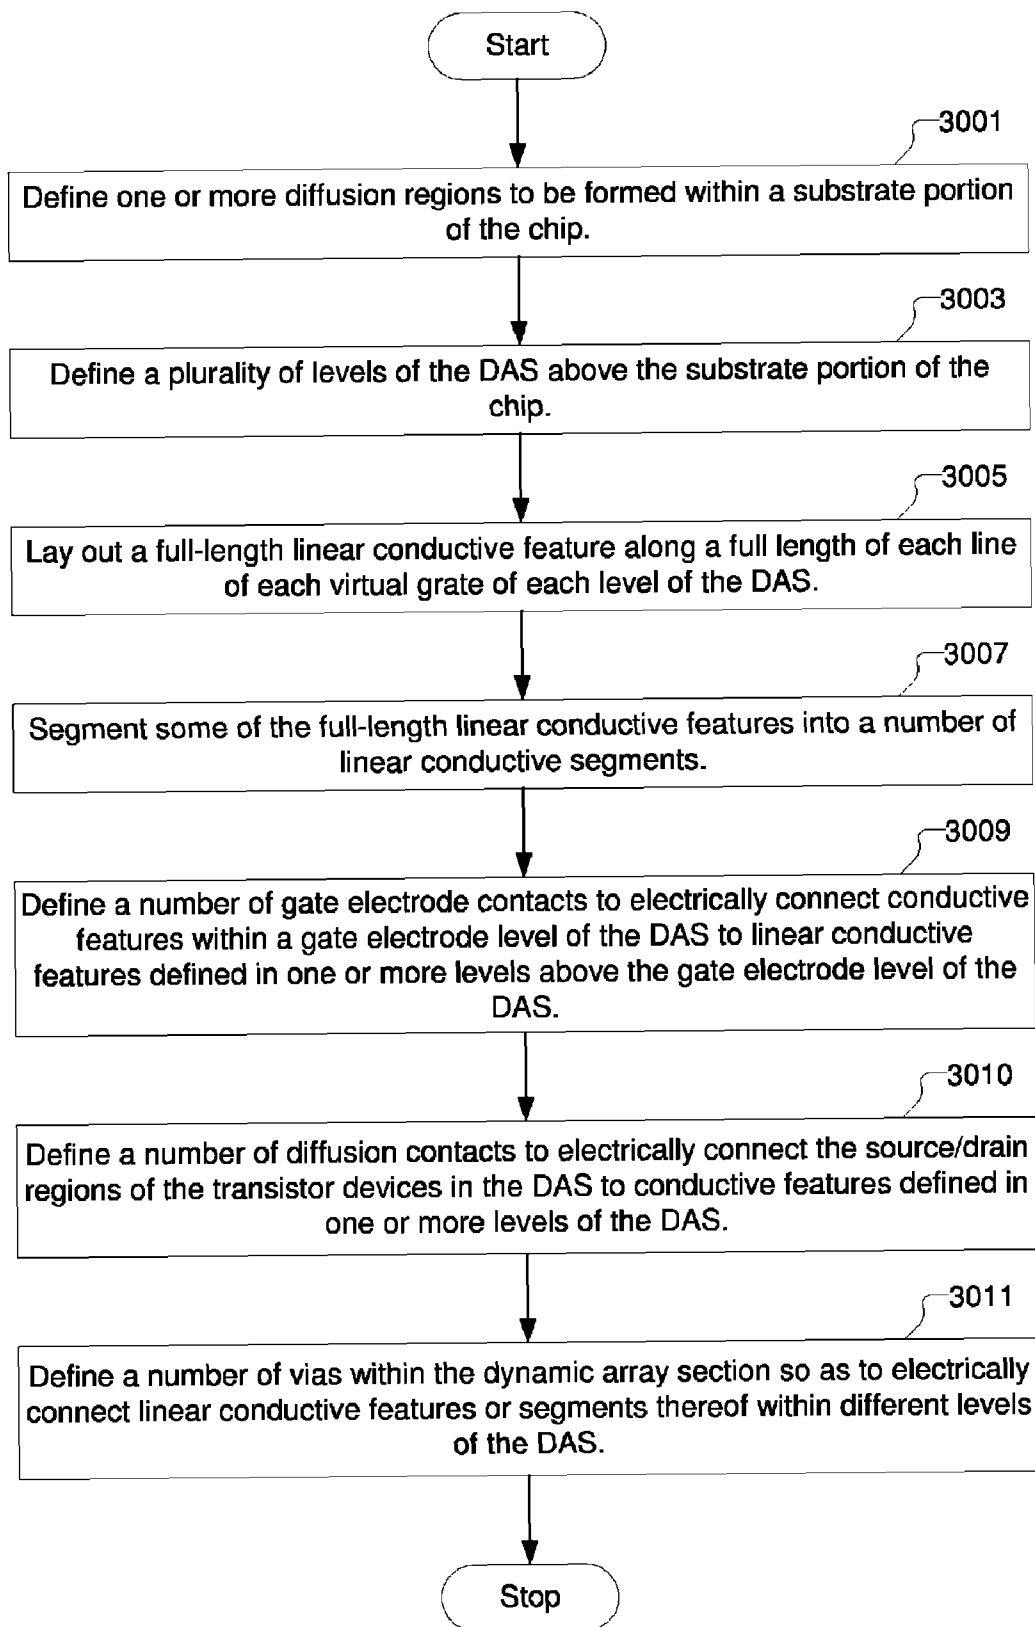 Start
3001
Define one or more diffusion regions to be formed within a substrate portion
of the chip.
3003
Define a plurality of levels of the DAS above the substrate portion of the
chip.
3005
Lay out a full-length linear conductive feature along a full length of each line
of each virtual grate of each level of the DAS.
3007
Segment some of the full-length linear conductive features into a number of
linear conductive segments.
3009
Define a number of gate electrode contacts to electrically connect conductive
features within a gate electrode level of the DAS to linear conductive
features defined in one or more levels above the gate electrode level of the
DAS.
3010
Define a number of diffusion contacts to electrically connect the source/drain
regions of the transistor devices in the DAS to conductive features defined in
one or more levels of the DAS.
3011
Define a number of vias within the dynamic array section so as to electrically
connect linear conductive features or segments thereof within different levels
of the DAS.
Stop